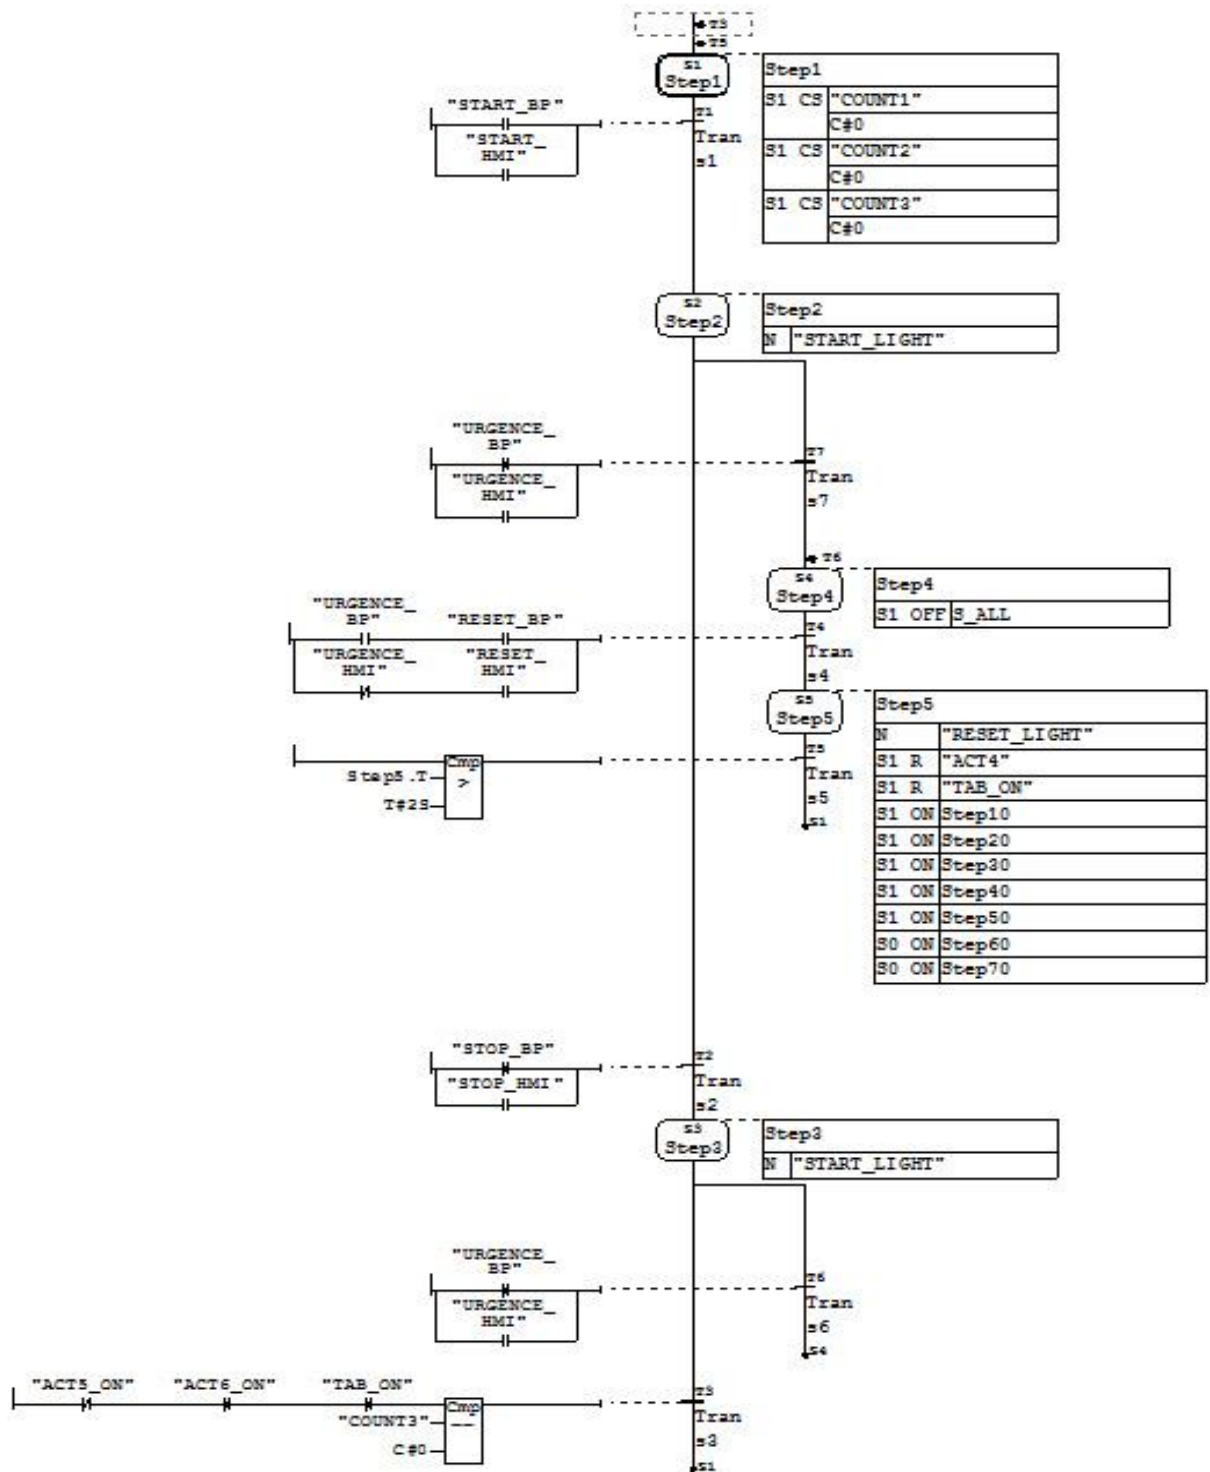 T3
T5
S1
Step1
Step1
S1 CS "COUNT1"
C#0
S1 CS "COUNT2"
C#0
S1 CS "COUNT3"
C#0
"START_BP"
"START_
HMI"
T1
Tran
s1
S2
Step2
Step2
N "START_LIGHT"
"URGENCE_
BP"
"URGENCE_
HMI"
T7
Tran
s7
T6
S4
Step4
Step4
S1 OFF S_ALL
"URGENCE_
BP"
"RESET_BP"
"URGENCE_
HMI"
"RESET_
HMI"
T4
Tran
s4
S5
Step5
Step5
N "RESET_LIGHT"
S1 R "ACT4"
S1 R "TAB_ON"
S1 ON Step10
S1 ON Step20
S1 ON Step30
S1 ON Step40
S1 ON Step50
S0 ON Step60
S0 ON Step70
Cmp
Step5.T
>
T#2S
T5
Tran
s5
S1
"STOP_BP"
"STOP_HMI"
T2
Tran
s2
S3
Step3
Step3
N "START_LIGHT"
"URGENCE_
BP"
"URGENCE_
HMI"
T6
Tran
s6
S4
"ACT5_ON" "ACT6_ON" "TAB_ON"
Cmp
"COUNT3"
==
C#0
T3
Tran
s3
S1